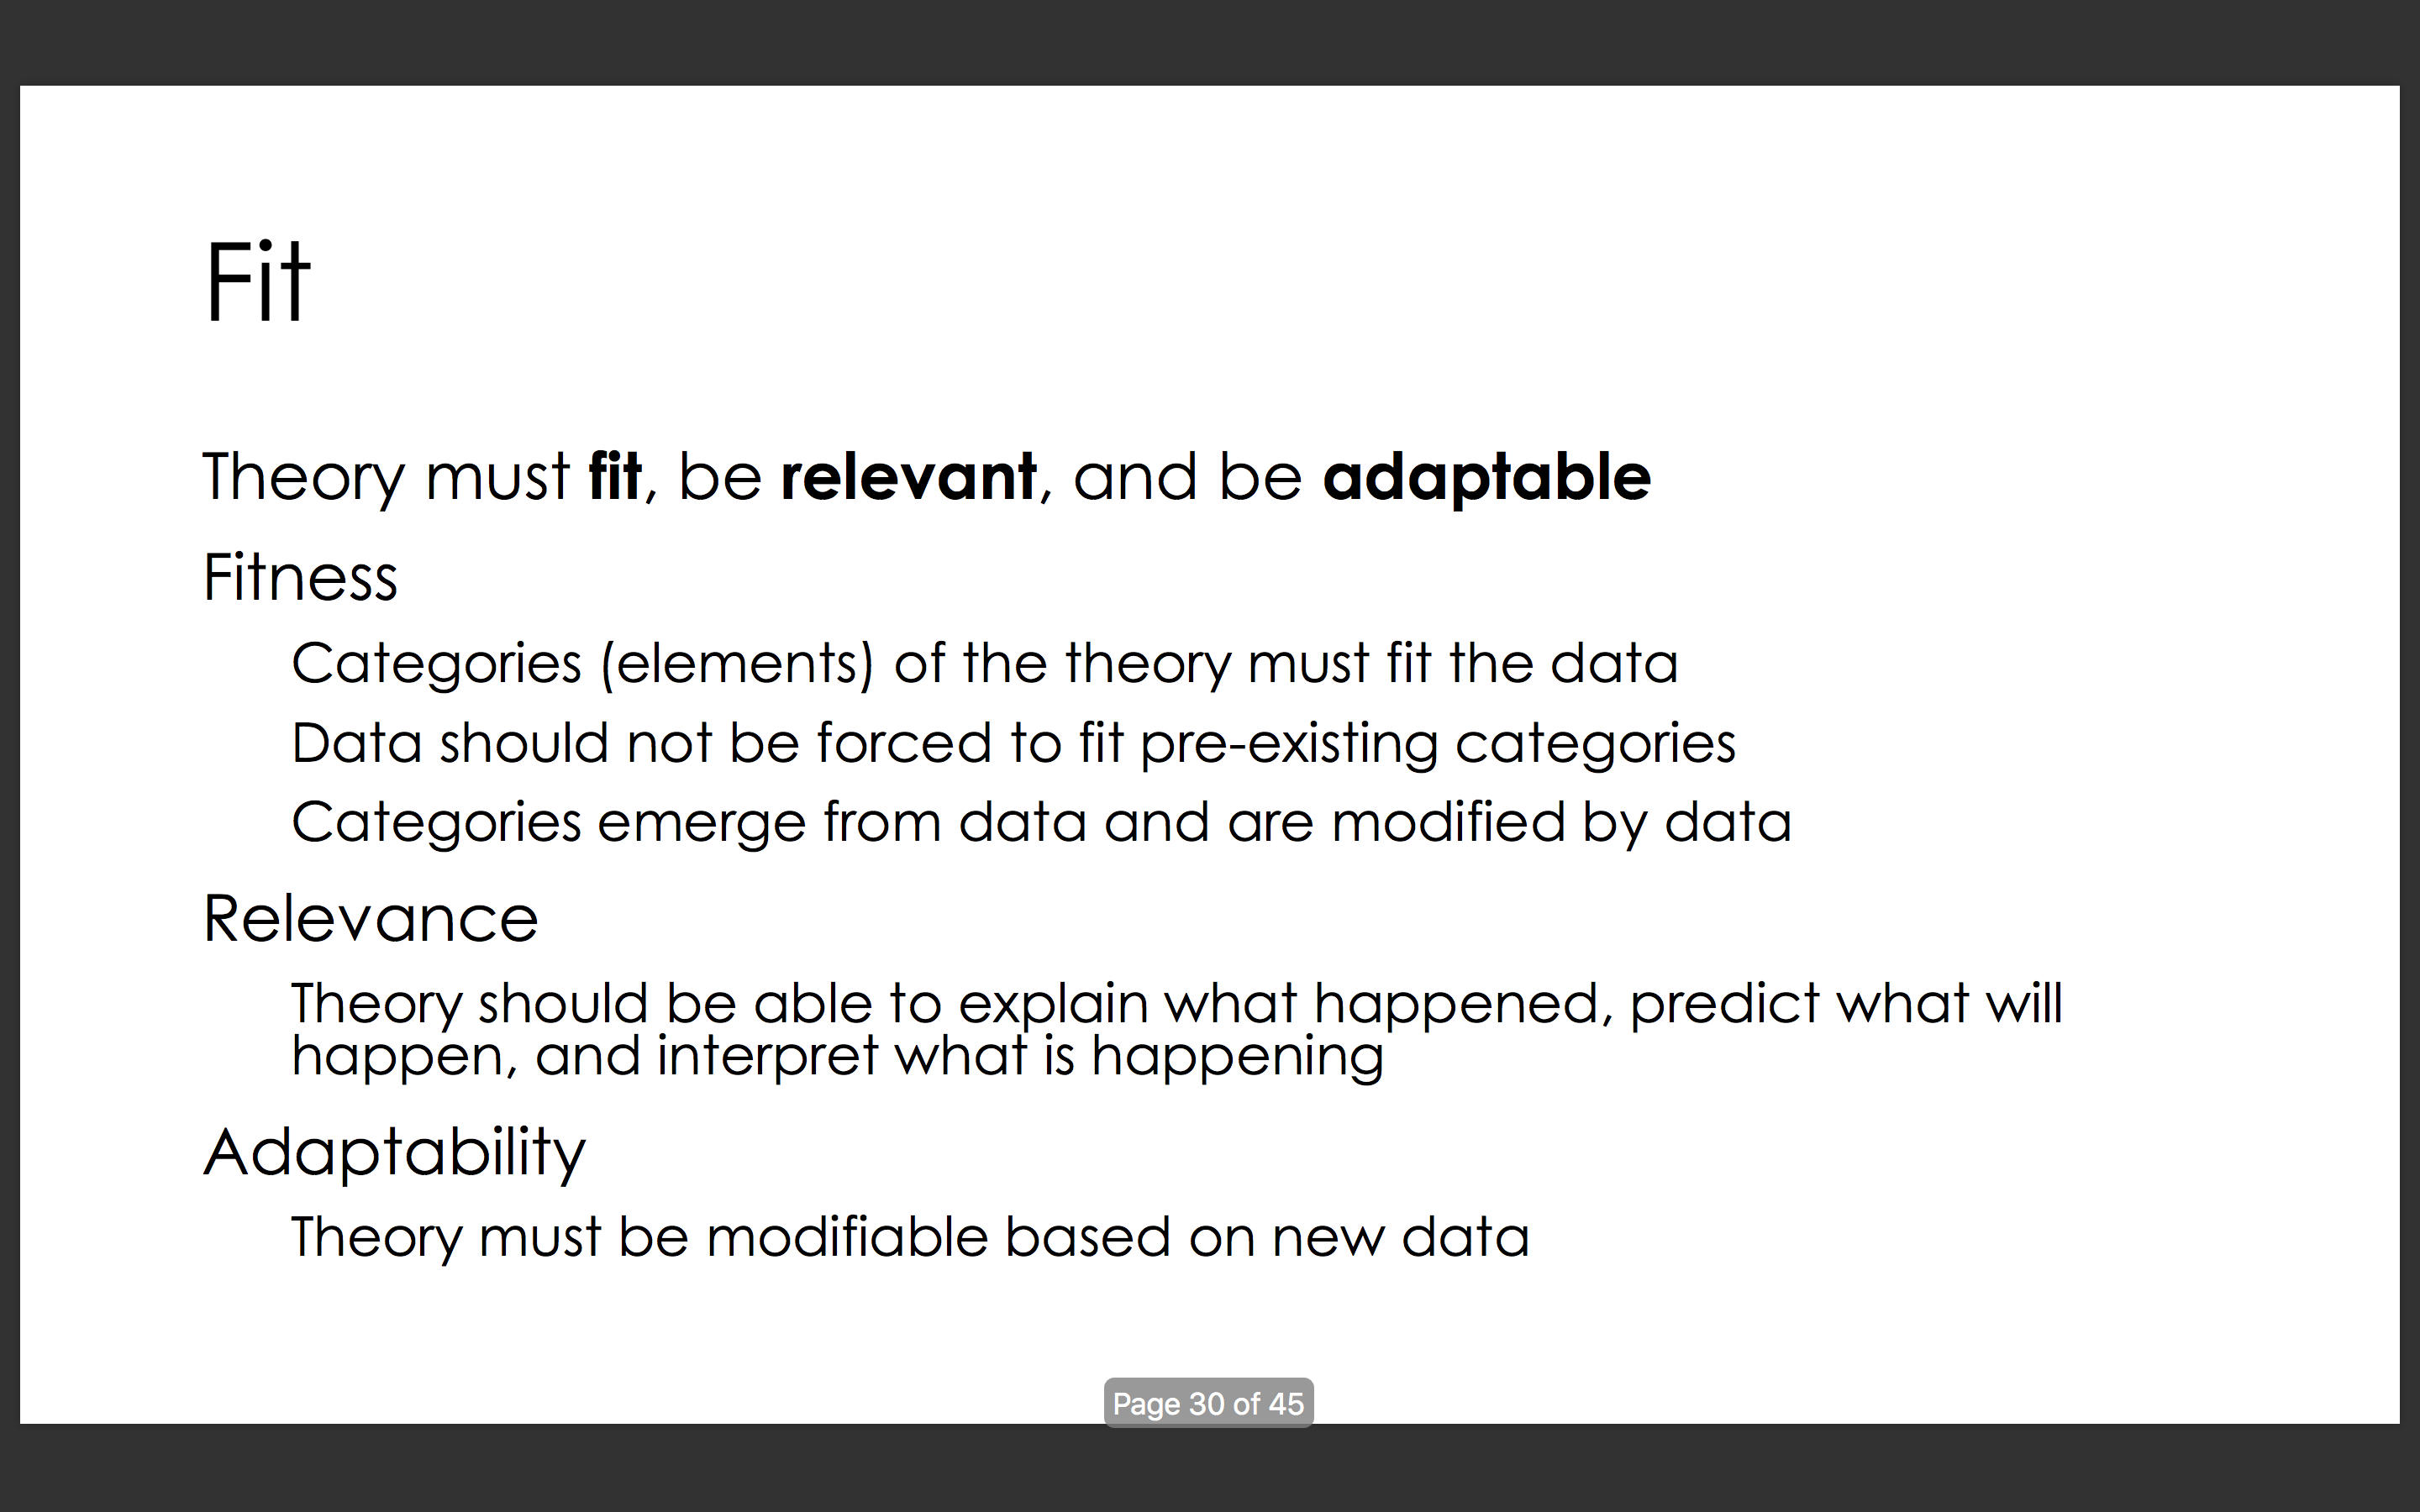 Fit
Theory must fit, be relevant, and be adaptable
Fitness
Categories (elements) of the theory must fit the data
Data should not be forced to fit pre-existing categories
Categories emerge from data and are modified by data
Relevance
Theory should be able to explain what happened, predict what will
happen, and interpret what is happening
Adaptability
Theory must be modifiable based on new data
Page 30 of 45